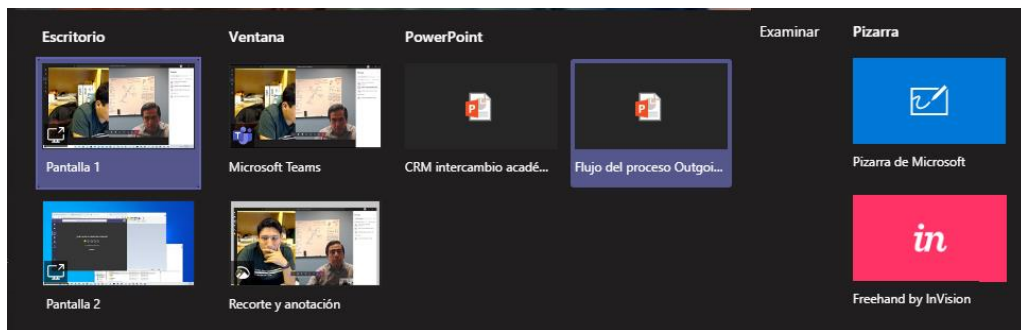 Escritorio
Ventana
PowerPoint
Examinar
Pizarra
Pantalla 1
Microsoft Teams
CRM intercambio acadé...
Flujo del proceso Outgoi...
Pizarra de Microsoft
in
Pantalla 2
Recorte y anotación
Freehand by InVision